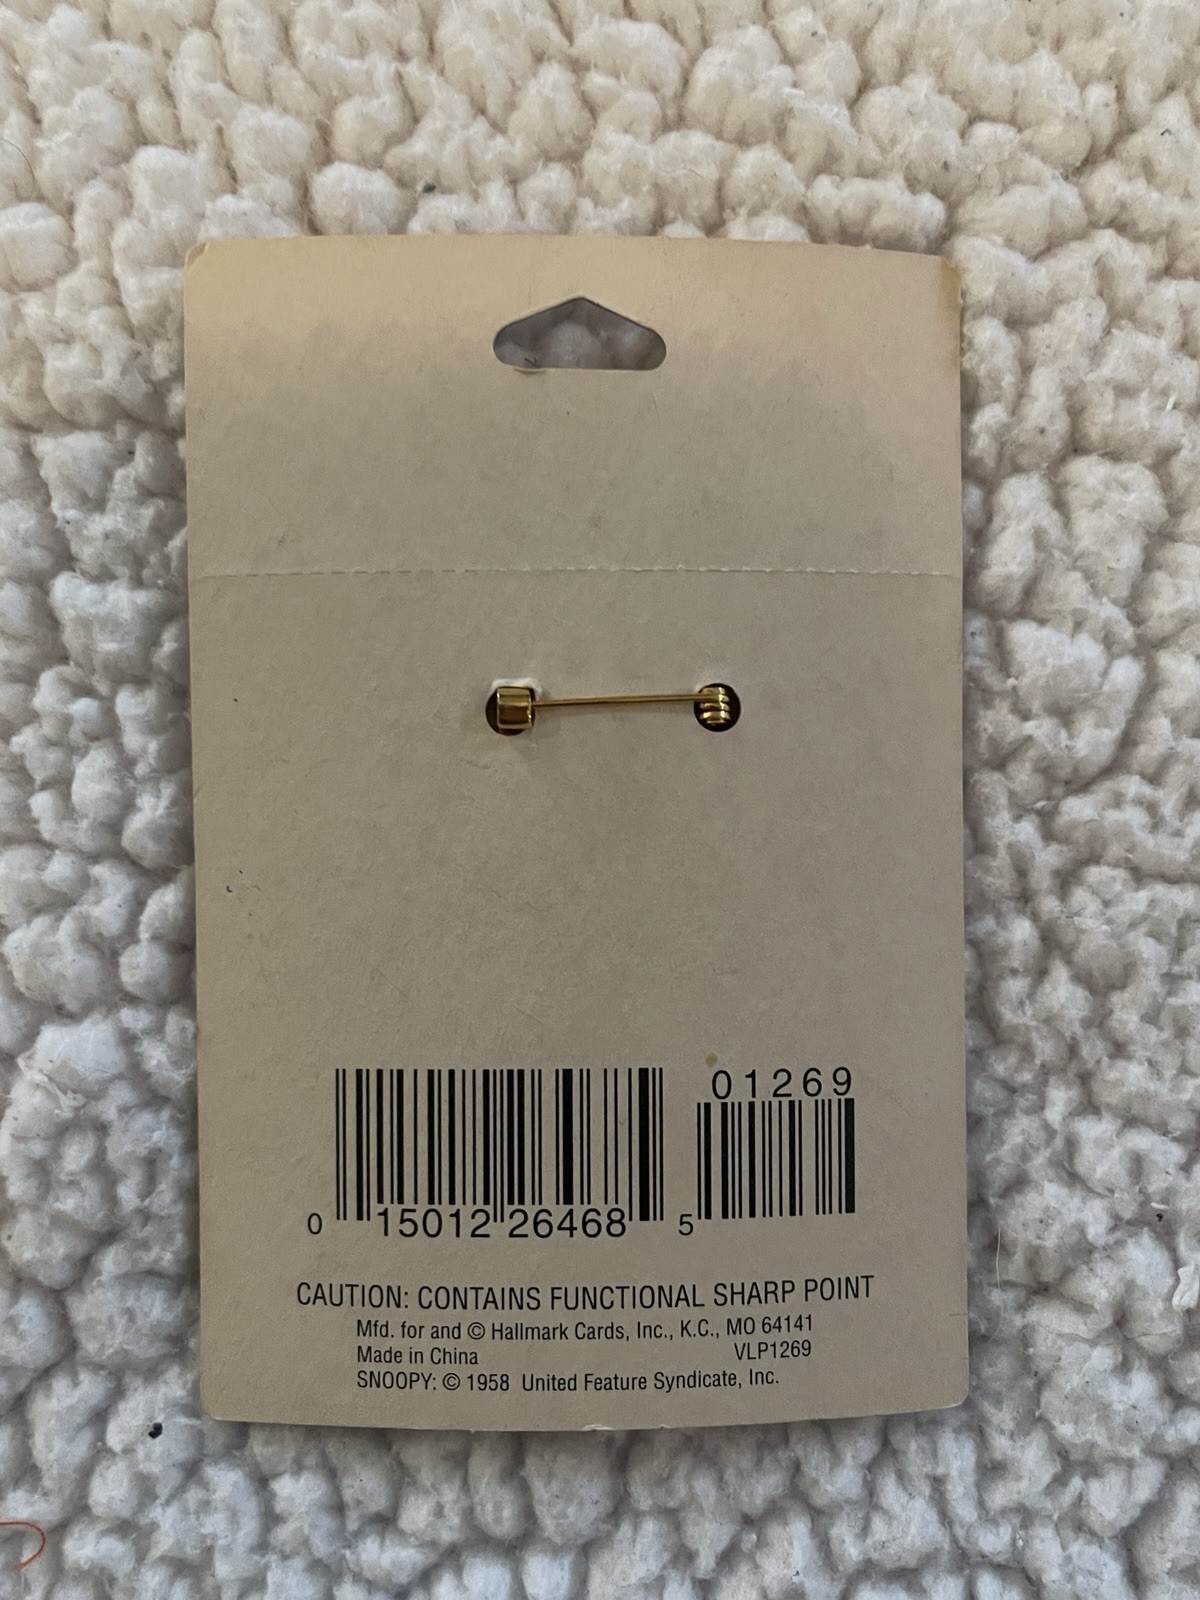 01269
0 15012 26468 5
CAUTION: CONTAINS FUNCTIONAL SHARP POINT
Mfd. for and © Hallmark Cards, Inc., K.C., MO 64141
Made in China VLP1269
SNOOPY: © 1958 United Feature Syndicate, Inc.